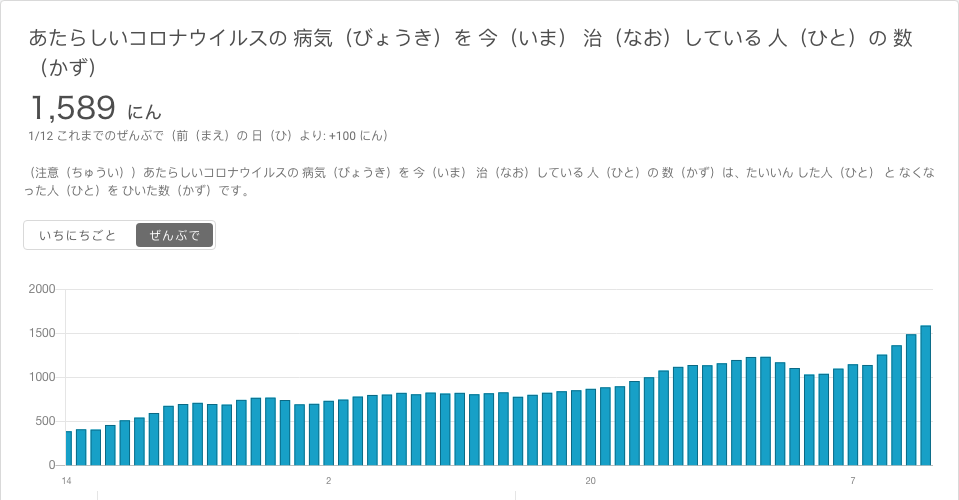 あたらしいコロナウイルスの 病気（びょうき）を 今（いま） 治（なお）している 人（ひと）の 数
（かず）
1,589 にん
1/12 これまでのぜんぶで（前（まえ）の 日（ひ）より: +100 にん）
（注意（ちゅうい））あたらしいコロナウイルスの 病気（びょうき）を 今（いま） 治（なお）している 人（ひと）の 数（かず）は、たいいん した人（ひと） と なくな
った人（ひと）を ひいた数（かず）です。
いちにちごと ぜんぶで
2000
1500
1000
500
0
14 2 20 7